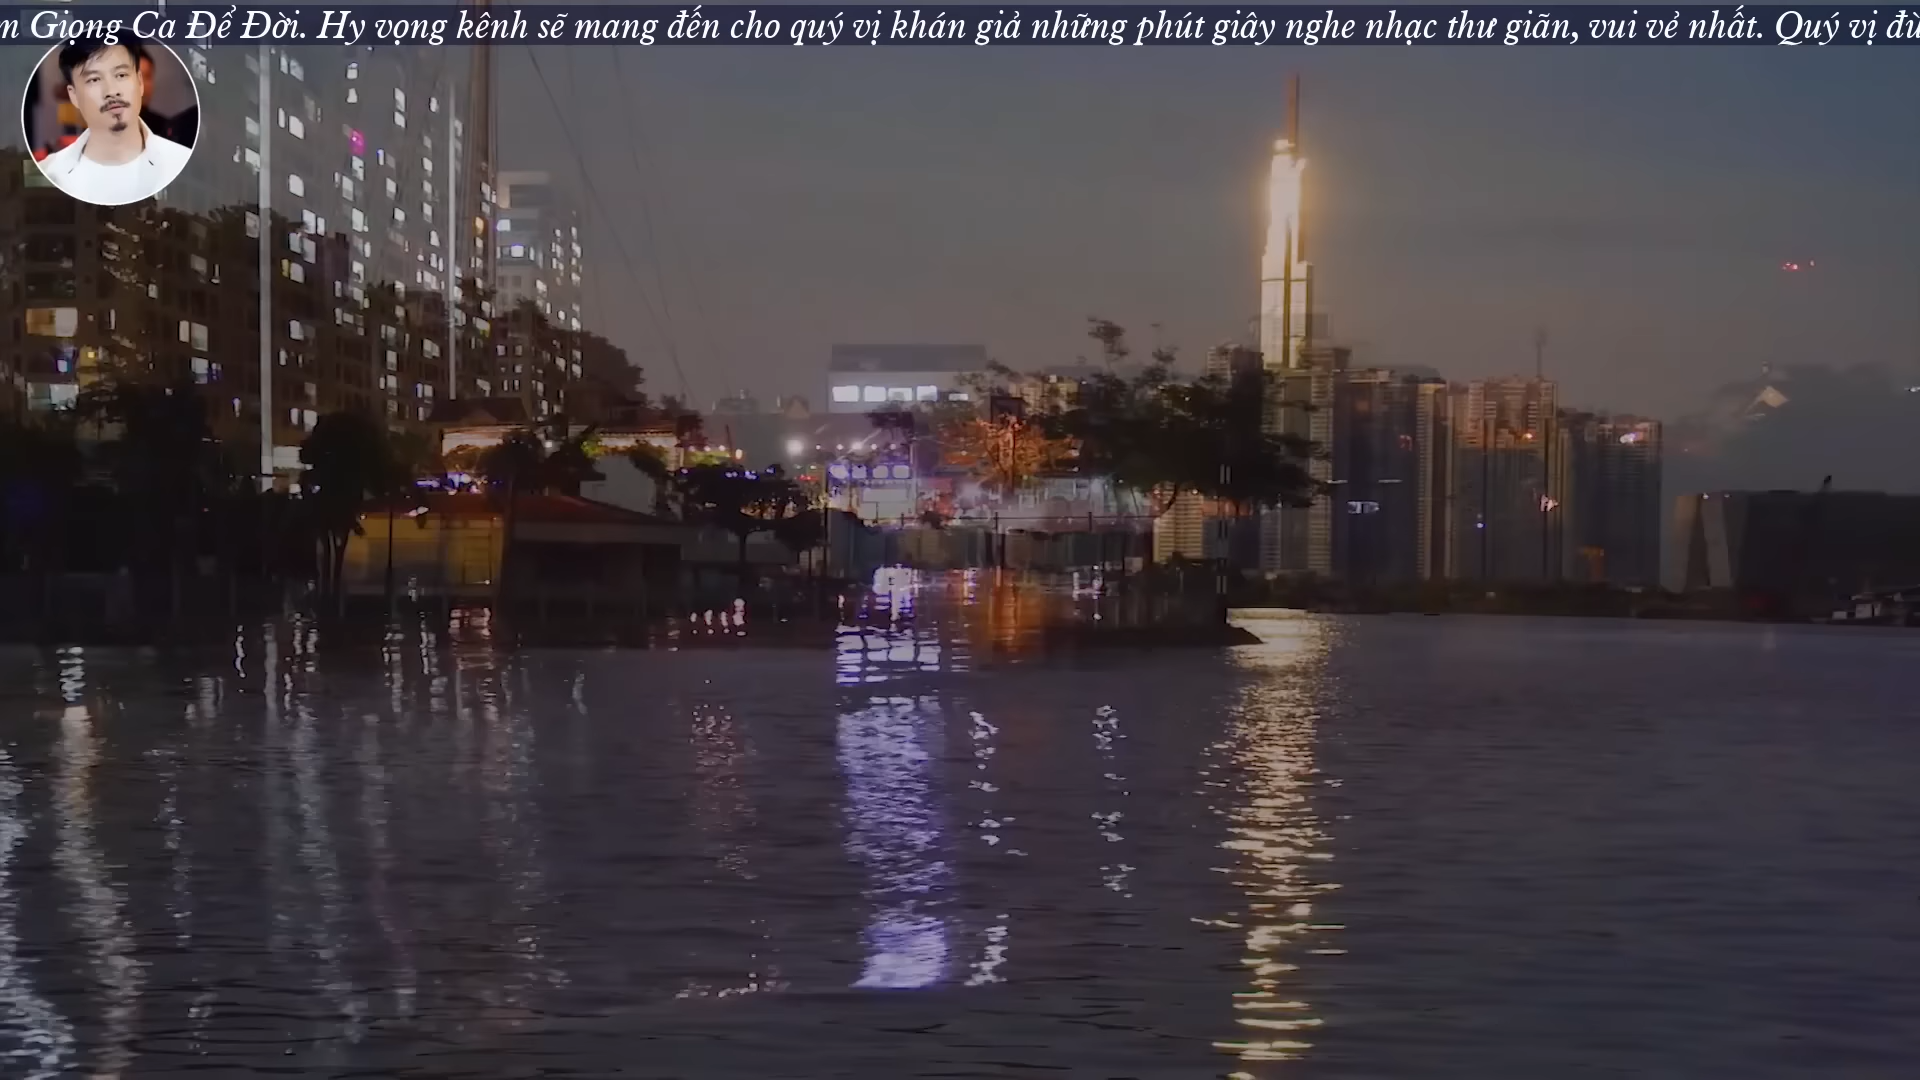 Giọng Ca Để Đời. Hy vọng kênh sẽ mang đến cho quý vị khán giả những phút giây nghe nhạc thư giãn, vui vẻ nhất. Quý vị